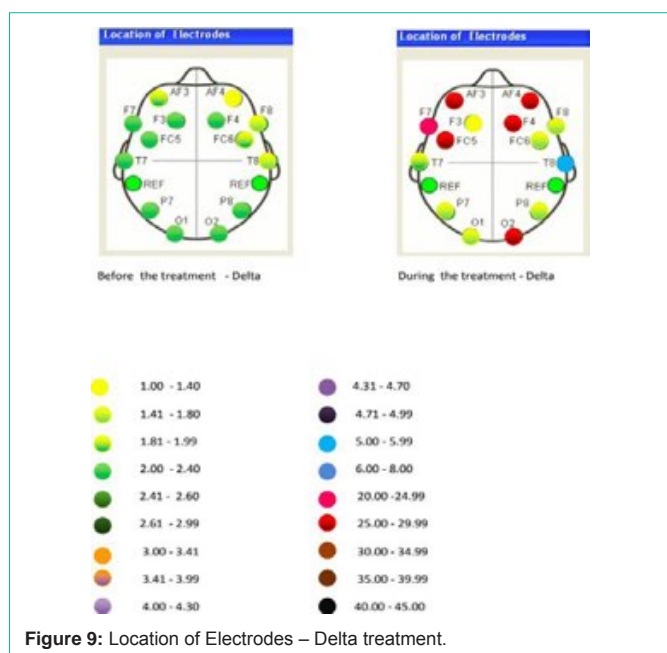 Location of Electrodes
AF3 AF4
F7 F3 F4 F8
FC5 FC6
T7 T8
REF REF
P7 P8
O1 O2
Before the treatment - Delta
Location of Electrodes
AF3 AF4
F7 F3 F4 F8
FC5 FC6
T7 T8
REF REF
P7 P8
O1 O2
During the treatment - Delta
1.00 - 1.40
1.41 - 1.80
1.81 - 1.99
2.00 - 2.40
2.41 - 2.60
2.61 - 2.99
3.00 - 3.41
3.41 - 3.99
4.00 - 4.30
4.31 - 4.70
4.71 - 4.99
5.00 - 5.99
6.00 - 8.00
20.00 -24.99
25.00 - 29.99
30.00 - 34.99
35.00 - 39.99
40.00 - 45.00
Figure 9: Location of Electrodes – Delta treatment.